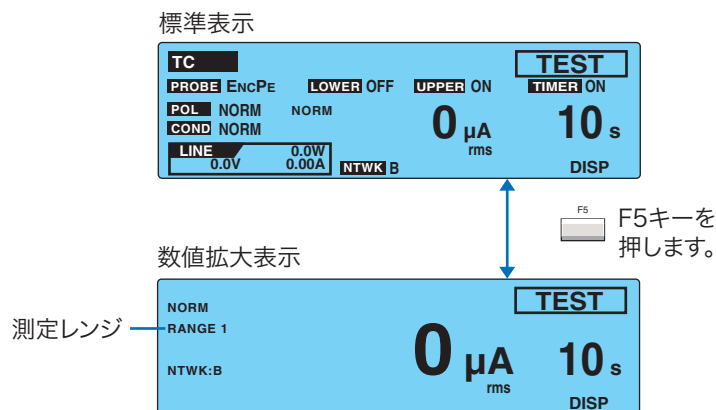 標準表示
TC
TEST
PROBE ENCPE LOWER OFF UPPER ON TIMER ON
POL NORM NORM
COND NORM
0 µA rms
10 s
LINE 0.0W
0.0V 0.00A
NTWK B
DISP
F5
F5キーを
押します。
数値拡大表示
NORM
TEST
測定レンジ
RANGE 1
0 µA rms
10 s
NTWK:B
DISP